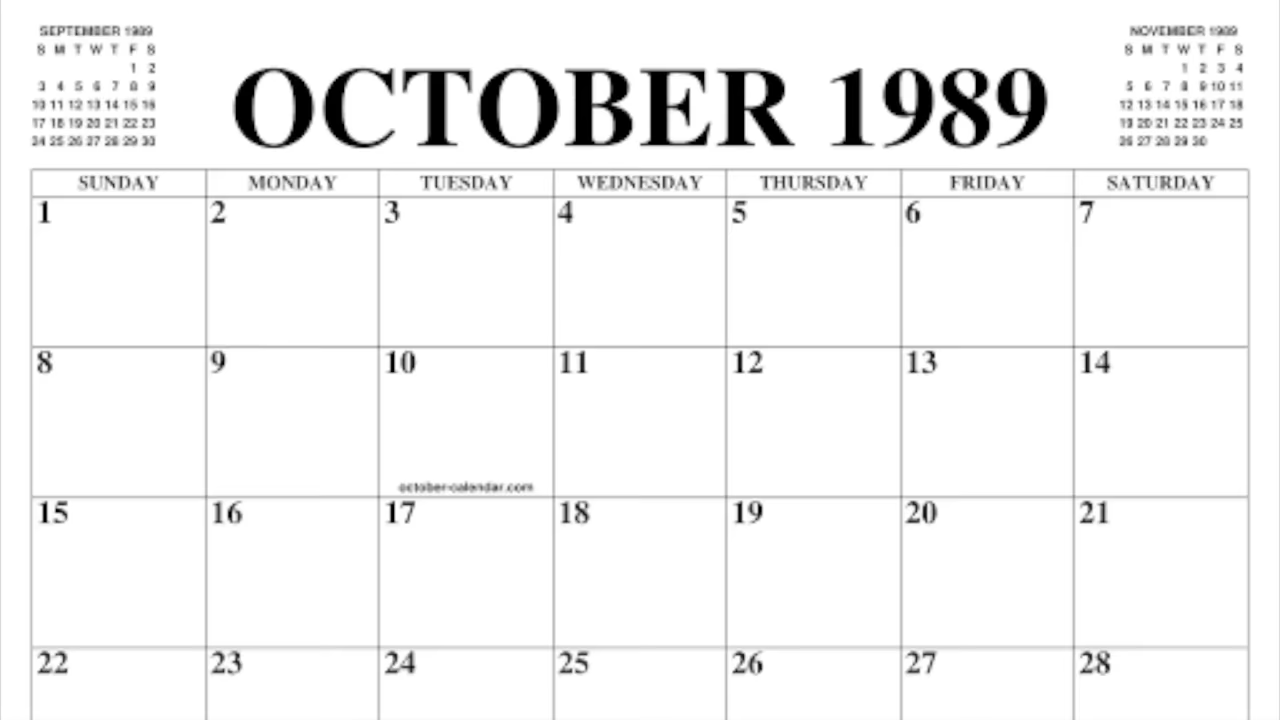 SEPTEMBER 1989
S M T W T F S
1 2
3 4 5 6 7 8 9
10 11 12 13 14 15 16
17 18 19 20 21 22 23
24 25 26 27 28 29 30
OCTOBER 1989
NOVEMBER 1989
S M T W T F S
1 2 3 4
5 6 7 8 9 10 11
12 13 14 15 16 17 18
19 20 21 22 23 24 25
26 27 28 29 30
SUNDAY MONDAY TUESDAY WEDNESDAY THURSDAY FRIDAY SATURDAY
1 2 3 4 5 6 7
8 9 10 11 12 13 14
october-calendar.com
15 16 17 18 19 20 21
22 23 24 25 26 27 28